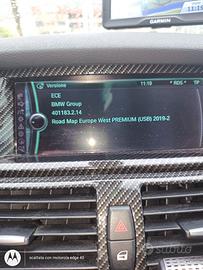 GARMIN
Versione
11:19
RDS
TP
ECE
BMW Group
401183.2.14
Road Map Europe West PREMIUM (USB) 2019-2
scattata con motorola edge 40
subito